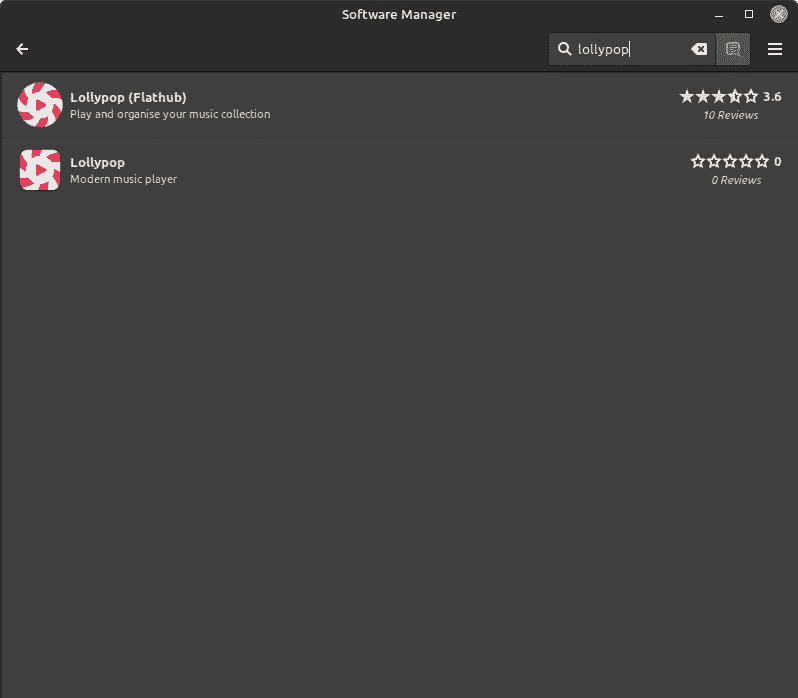 Software Manager
lollypop
Lollypop (Flathub)
Play and organise your music collection
3.6
10 Reviews
Lollypop
Modern music player
0
0 Reviews